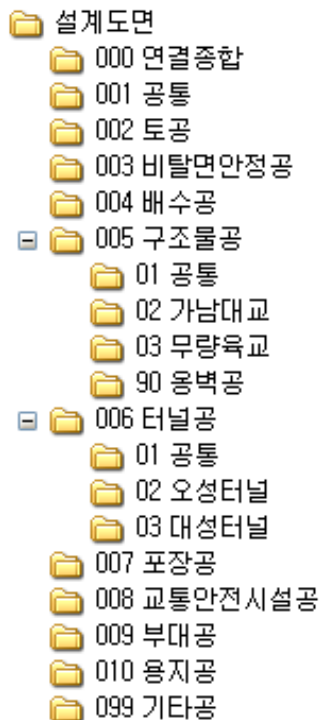 설계도면
000 연결종합
001 공통
002 토공
003 비탈면안정공
004 배수공
005 구조물공
01 공통
02 가남대교
03 무량육교
90 옹벽공
006 터널공
01 공통
02 오성터널
03 대성터널
007 포장공
008 교통안전시설공
009 부대공
010 용지공
099 기타공